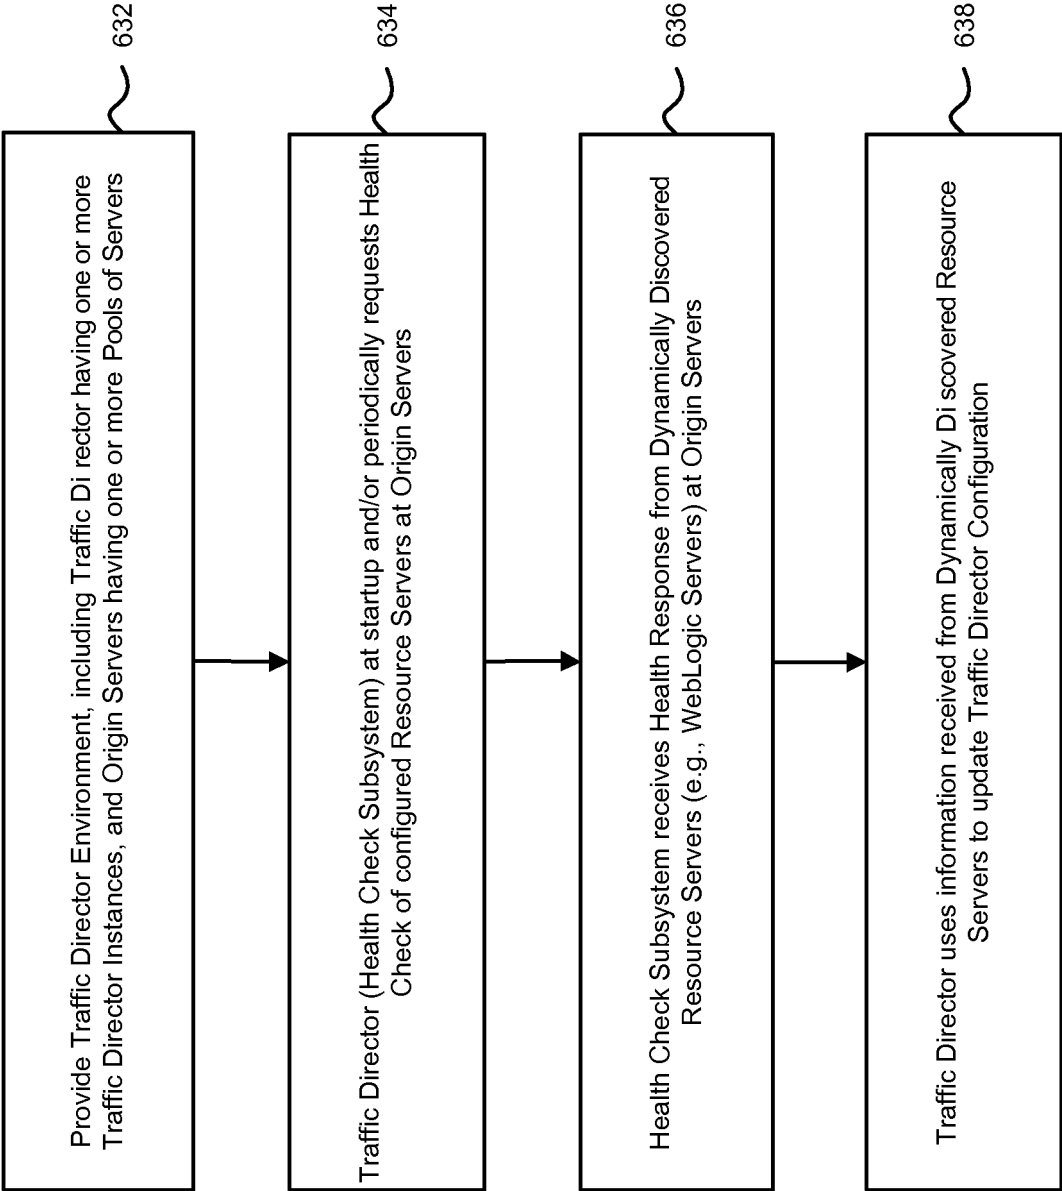 Provide Traffic Director Environment, including Traffic Di rector having one or more
Traffic Director Instances, and Origin Servers having one or more Pools of Servers
632
Traffic Director (Health Check Subsystem) at startup and/or periodically requests Health
Check of configured Resource Servers at Origin Servers
634
Health Check Subsystem receives Health Response from Dynamically Discovered
Resource Servers (e.g., WebLogic Servers) at Origin Servers
636
Traffic Director uses information received from Dynamically Di scovered Resource
Servers to update Traffic Director Configuration
638